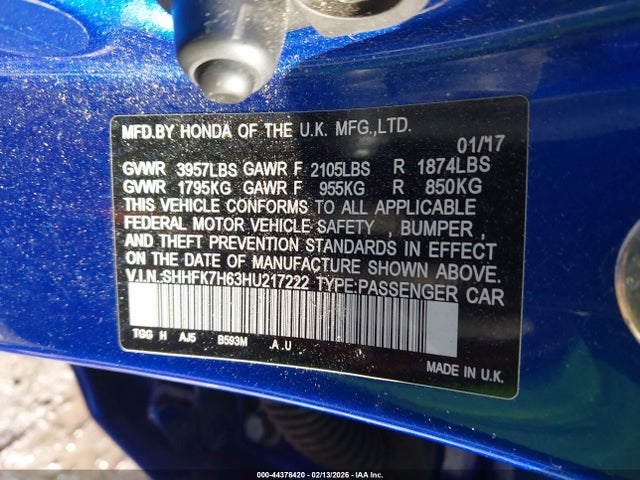 MFD.BY HONDA OF THE U.K. MFG.,LTD.
01/'17
GVWR 3957LBS GAWR F 2105LBS R 1874LBS
GVWR 1795KG GAWR F 955KG R 850KG
THIS VEHICLE CONFORMS TO ALL APPLICABLE
FEDERAL MOTOR VEHICLE SAFETY , BUMPER ,
AND THEFT PREVENTION STANDARDS IN EFFECT
ON THE DATE OF MANUFACTURE SHOWN ABOVE.
V.I.N.:SHHFK7H63HU217222 TYPE:PASSENGER CAR
TGG H AJ5 B593M A.U
MADE IN U.K.
000-44378420 - 02/13/2026 - IAA Inc.